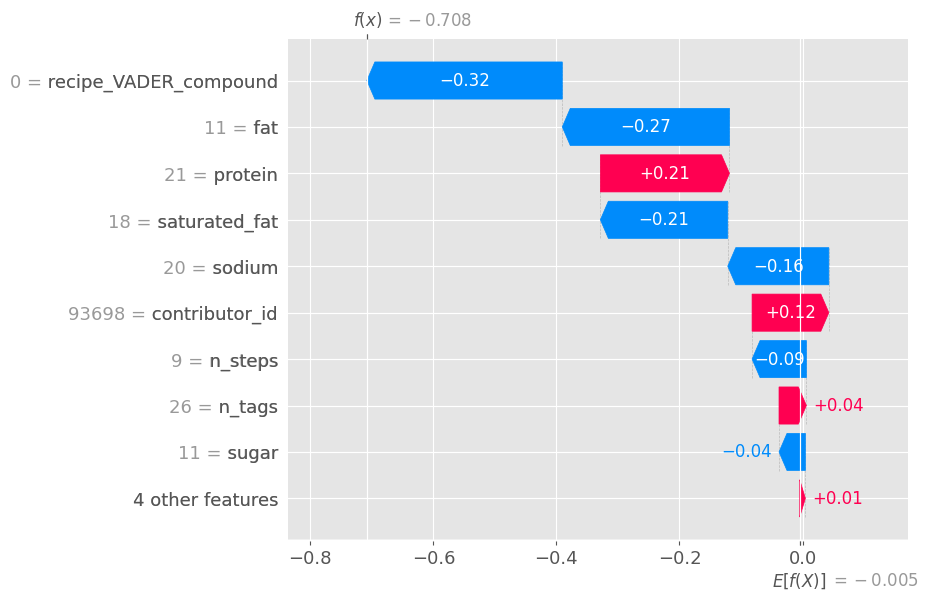 f(x) = −0.708
0 = recipe_VADER_compound
−0.32
11 = fat
−0.27
21 = protein
+0.21
18 = saturated_fat
−0.21
20 = sodium
−0.16
93698 = contributor_id
+0.12
9 = n_steps
−0.09
26 = n_tags
+0.04
11 = sugar
−0.04
4 other features
+0.01
−0.8 −0.6 −0.4 −0.2 0.0
E[f(X)] = −0.005